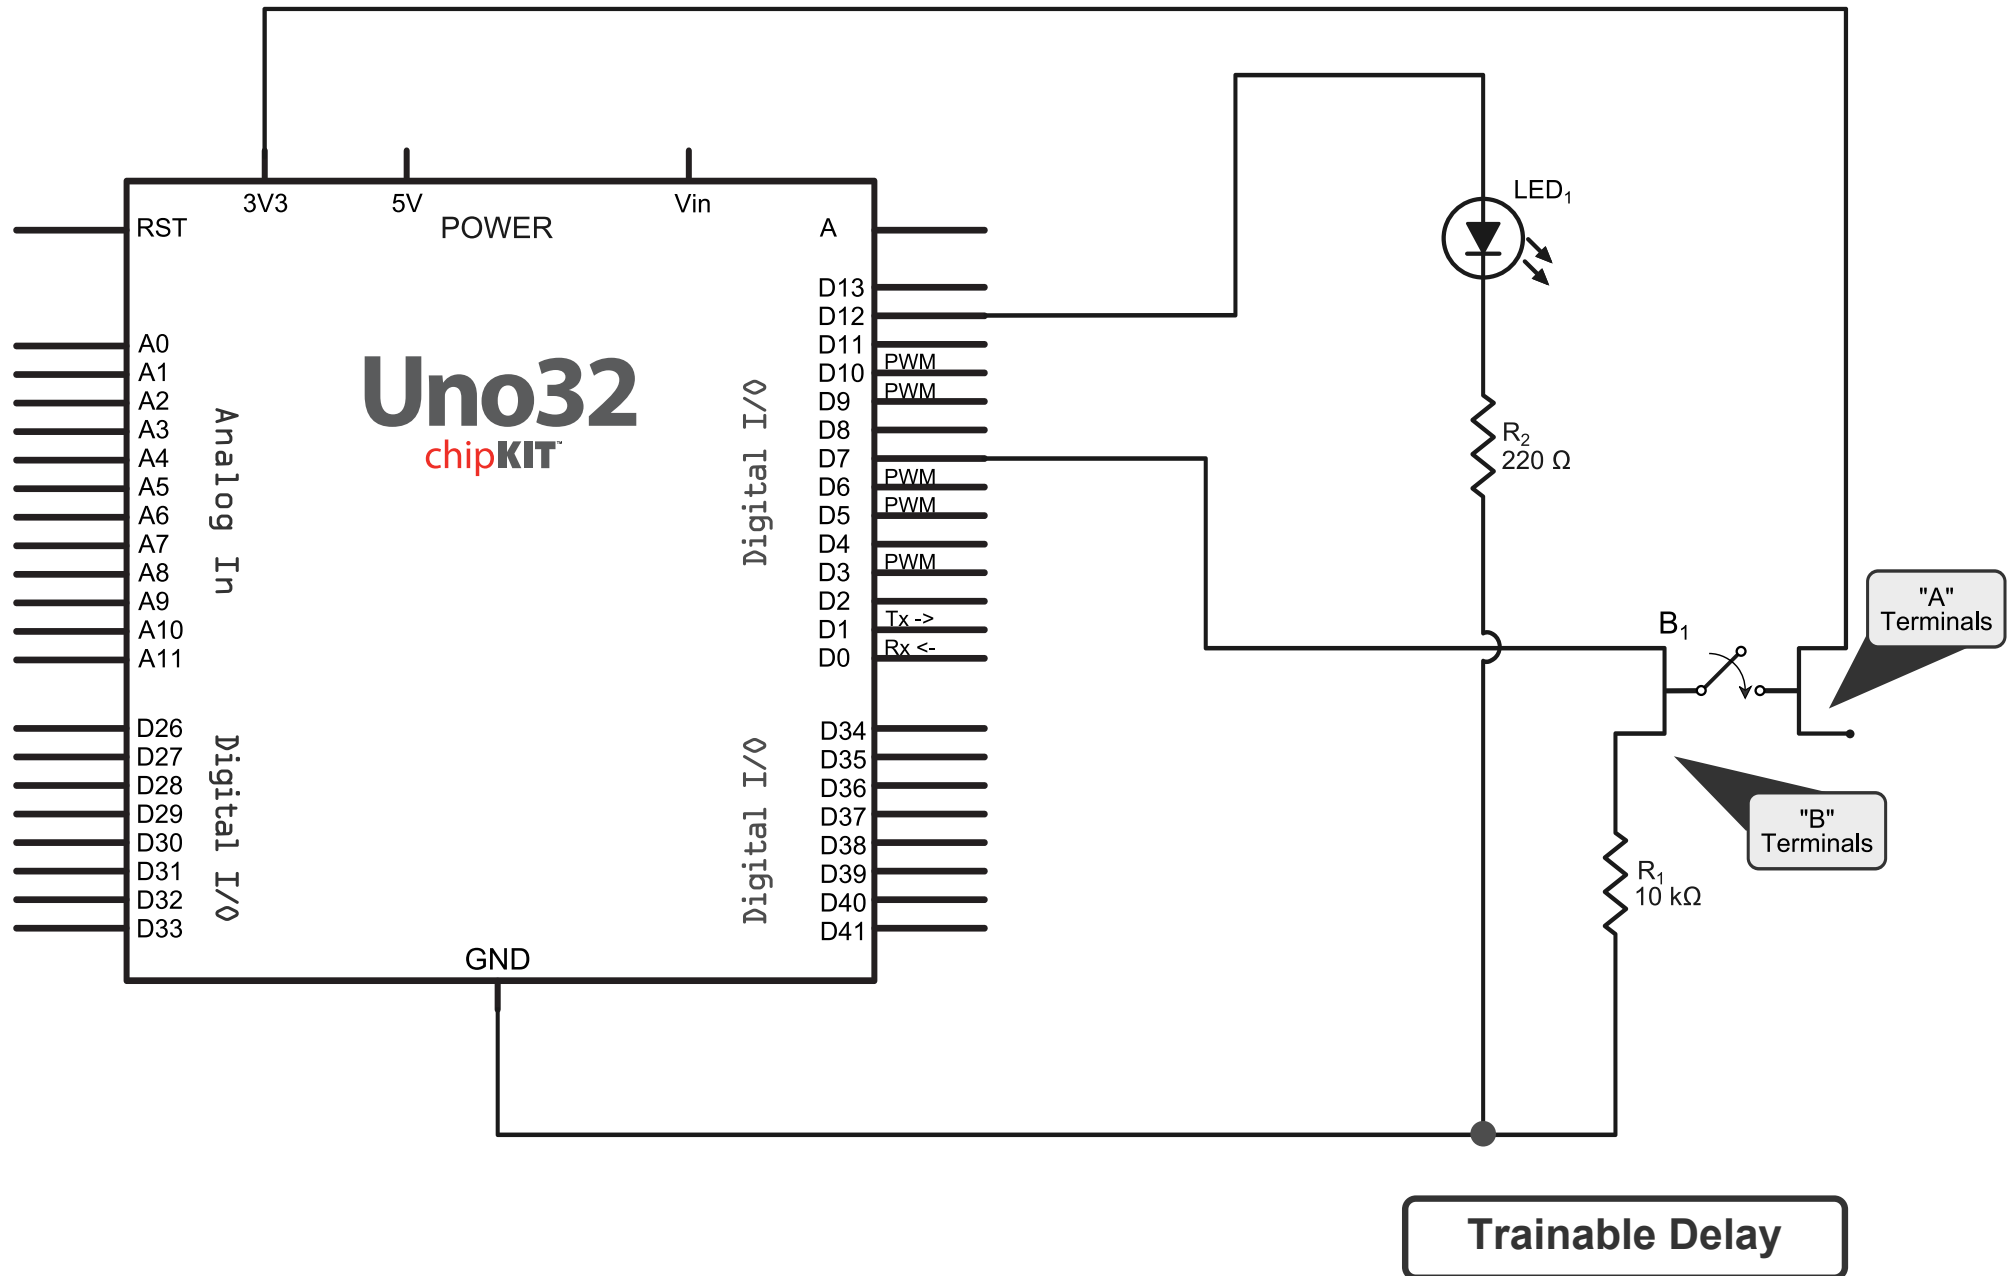 3V3
5V
Vin
RST
POWER
A
D13
D12
D11
D10 PWM
D9 PWM
D8
D7
D6 PWM
D5 PWM
D4
D3 PWM
D2
D1 Tx ->
D0 Rx <-
A0
A1
A2
A3
A4
A5
A6
A7
A8
A9
A10
A11
Analog In
Uno32
chipKIT™
Digital I/O
D26
D27
D28
D29
D30
D31
D32
D33
Digital I/O
Digital I/O
D34
D35
D36
D37
D38
D39
D40
D41
GND
LED₁
R₂
220 Ω
B₁
"A"
Terminals
"B"
Terminals
R₁
10 kΩ
Trainable Delay